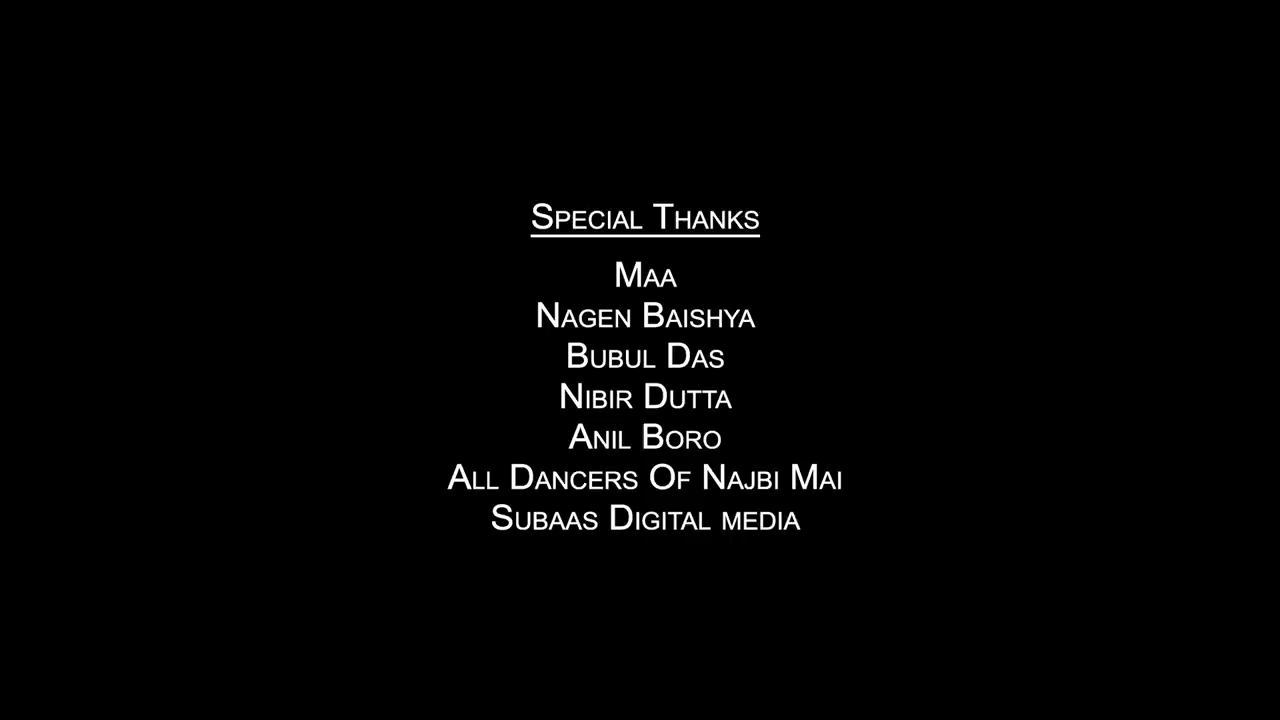 Special Thanks
Maa
Nagen Baishya
Bubul Das
Nibir Dutta
Anil Boro
All Dancers Of Najbi Mai
Subaas Digital media